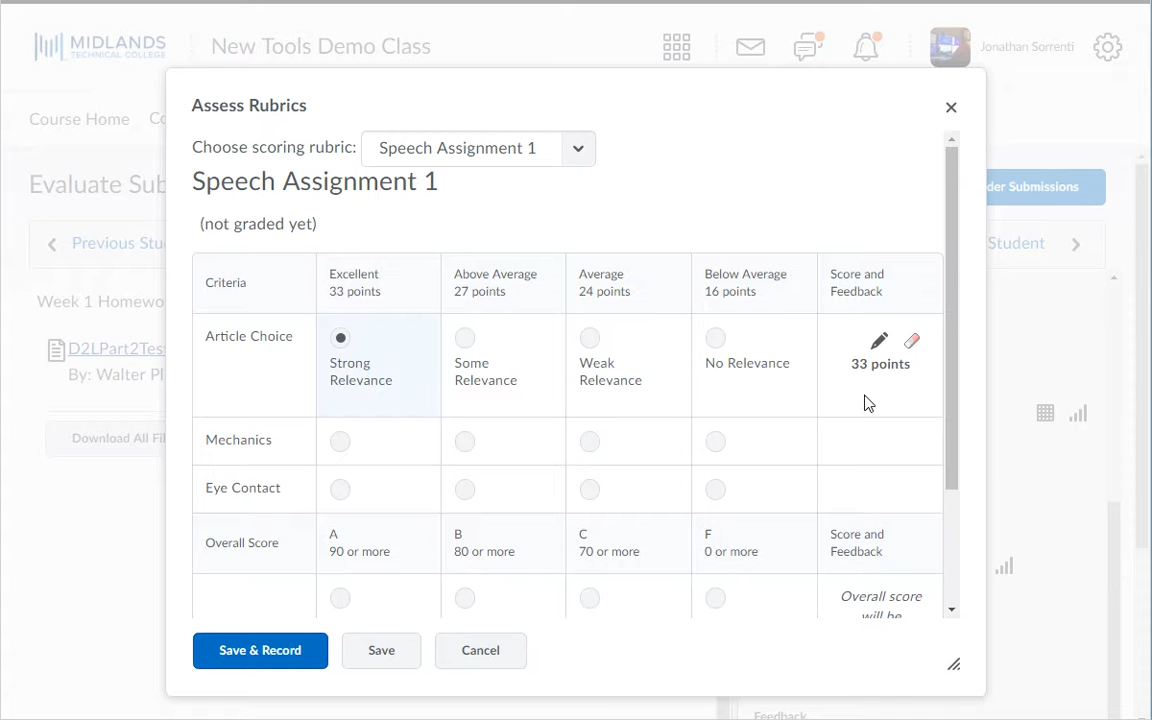 MIDLANDS
TECHNICAL COLLEGE
New Tools Demo Class
Jonathan Sorrenti
Course Home
Co
Assess Rubrics
Choose scoring rubric: Speech Assignment 1
Speech Assignment 1
(not graded yet)
Evaluate Sub
der Submissions
Previous Stu
Student
Week 1 Homewo
D2LPart2Tes
By: Walter Pl
Download All Fil
Criteria
Excellent
33 points
Above Average
27 points
Average
24 points
Below Average
16 points
Score and
Feedback
Article Choice
Strong
Relevance
Some
Relevance
Weak
Relevance
No Relevance
33 points
Mechanics
Eye Contact
Overall Score
A
90 or more
B
80 or more
C
70 or more
F
0 or more
Score and
Feedback
Overall score
will be
Save & Record
Save
Cancel
Feedback